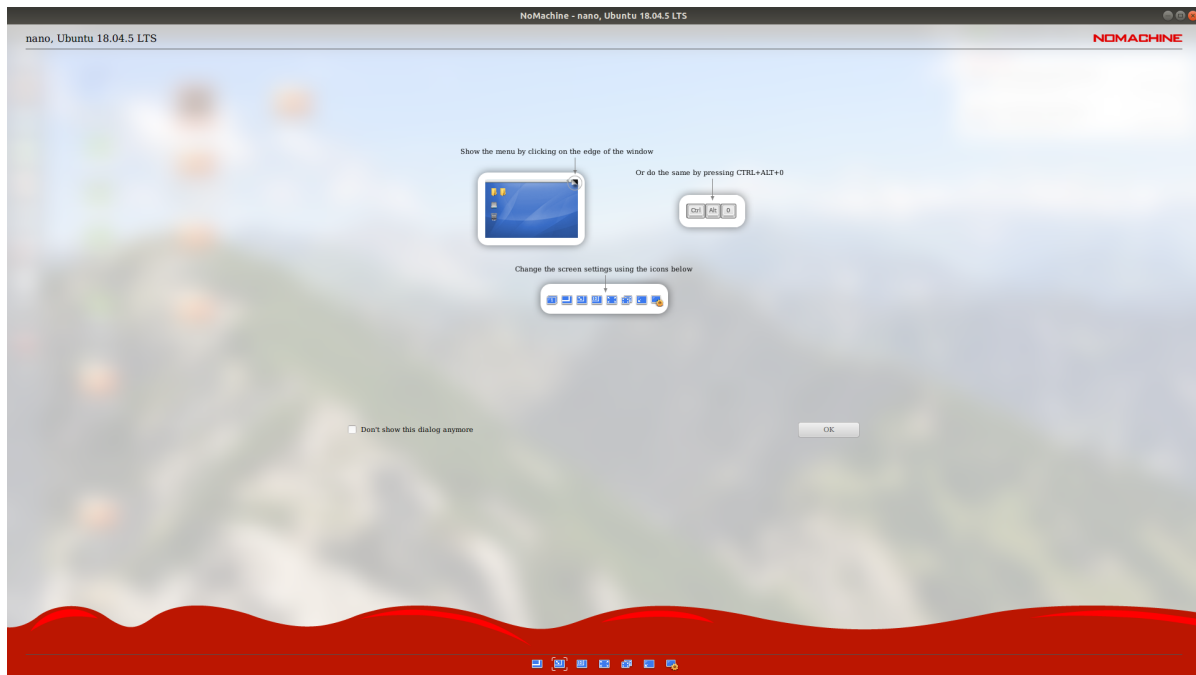 NoMachine - nano, Ubuntu 18.04.5 LTS
nano, Ubuntu 18.04.5 LTS
NOMACHINE
Show the menu by clicking on the edge of the window
Or do the same by pressing CTRL+ALT+0
Ctrl Alt 0
Change the screen settings using the icons below
Don't show this dialog anymore
OK